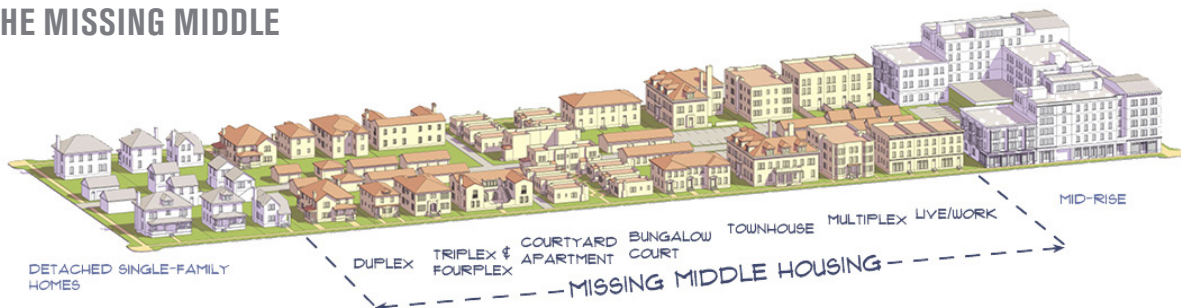 HE MISSING MIDDLE
DETACHED SINGLE-FAMILY
HOMES
DUPLEX
TRIPLEX &
FOURPLEX
COURTYARD
APARTMENT
BUNGALOW
COURT
TOWNHOUSE
MULTIPLEX
LIVE/WORK
MID-RISE
MISSING MIDDLE HOUSING